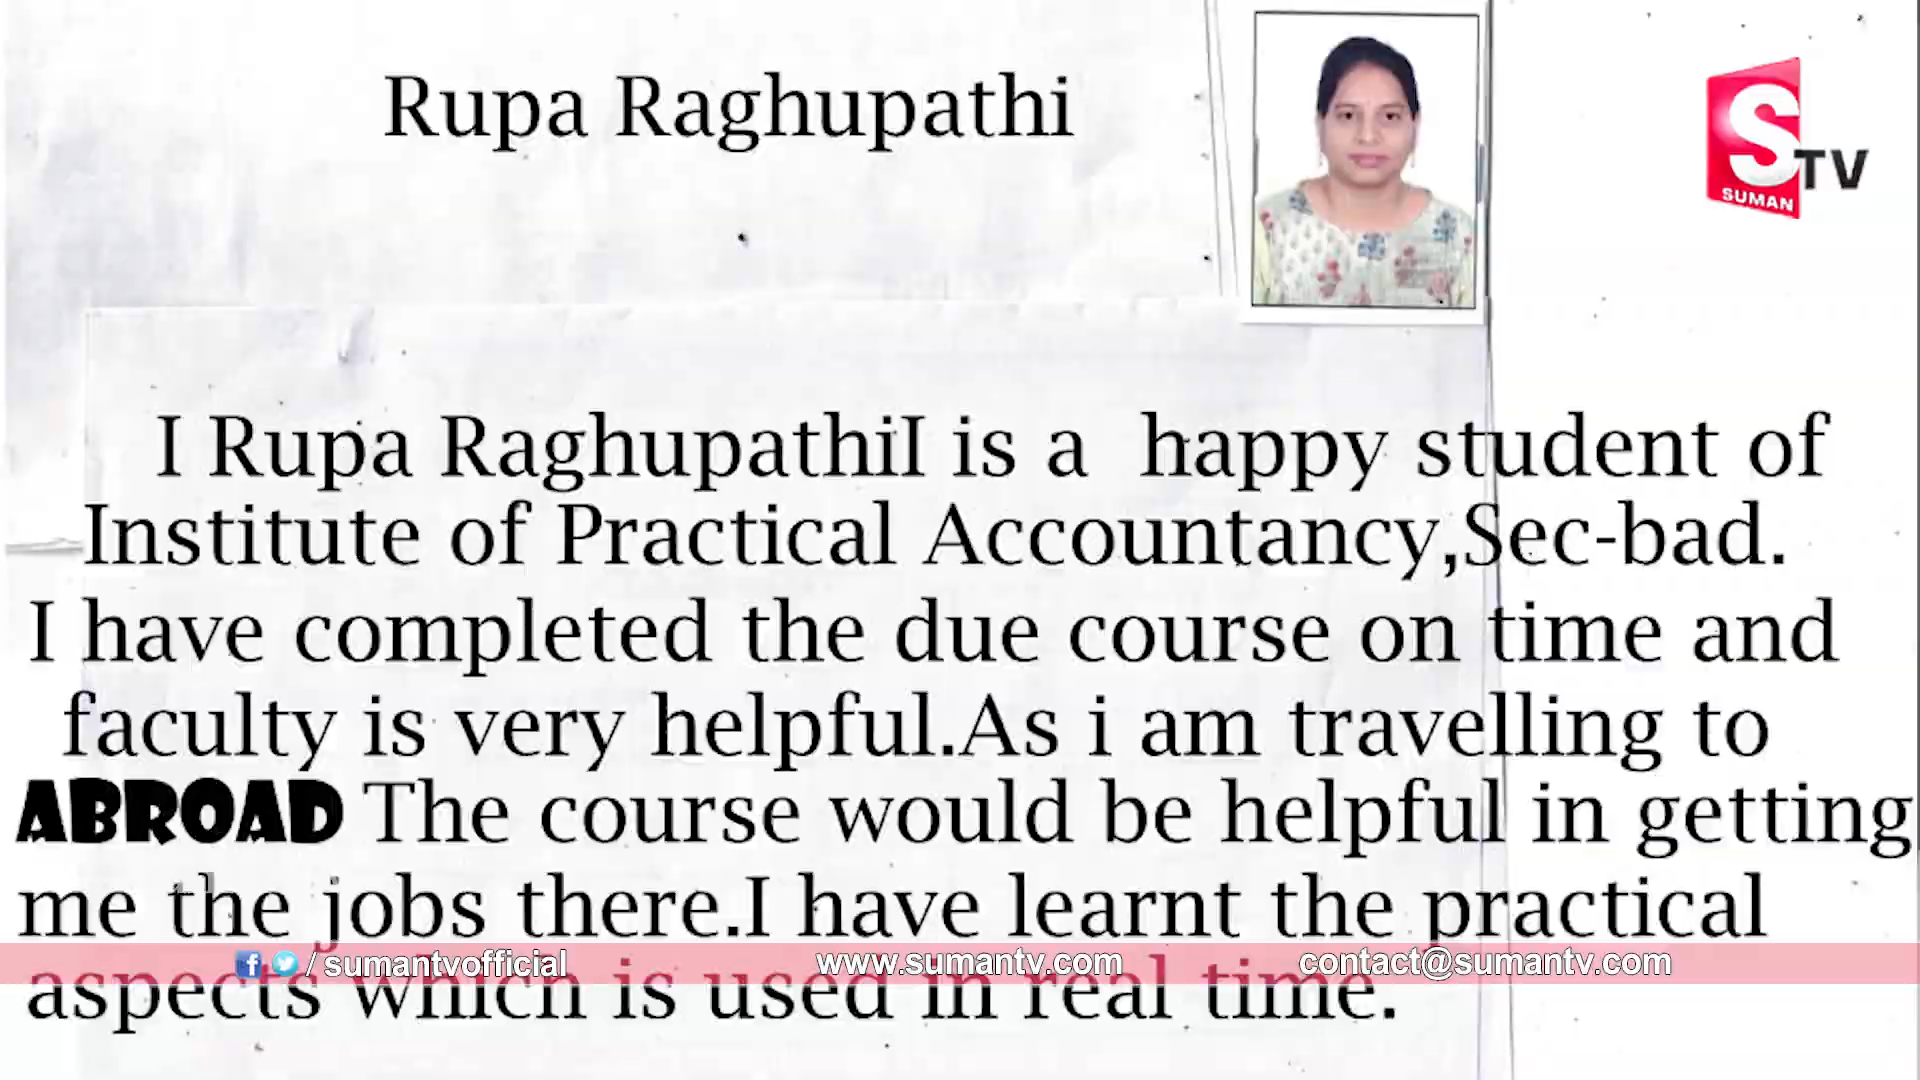 Rupa Raghupathi
S
TV
SUMAN
I Rupa RaghupathiI is a happy student of
Institute of Practical Accountancy,Sec-bad.
I have completed the due course on time and
faculty is very helpful.As i am travelling to
ABROAD The course would be helpful in getting
me the jobs there.I have learnt the practical
aspects which is used in real time.
/ sumantvofficial www.sumantv.com contact@sumantv.com